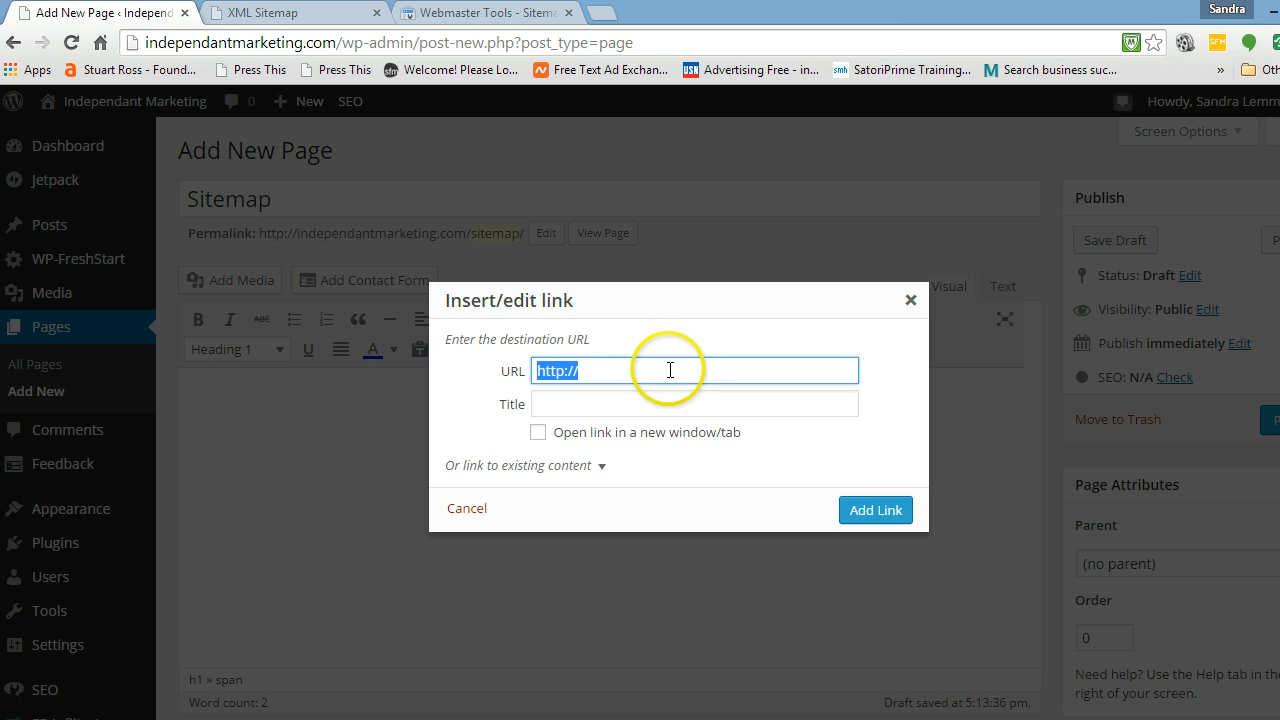 Add New Page ‹ Independ
XML Sitemap
Webmaster Tools - Sitema
Sandra
independantmarketing.com/wp-admin/post-new.php?post_type=page
Apps
Stuart Ross - Found...
Press This
Press This
Welcome! Please Lo...
Free Text Ad Exchan...
Advertising Free - in...
SatoriPrime Training...
Search business suc...
»
Oth
Independant Marketing
0
New
SEO
Howdy, Sandra Lemm
Dashboard
Jetpack
Posts
WP-FreshStart
Media
Pages
All Pages
Add New
Comments
Feedback
Appearance
Plugins
Users
Tools
Settings
SEO
Add New Page
Screen Options
Sitemap
Permalink: http://independantmarketing.com/sitemap/ Edit View Page
Add Media
Add Contact Form
Visual
Text
B I ABC
Heading 1
U
A
Insert/edit link
Enter the destination URL
URL http://
Title
Open link in a new window/tab
Or link to existing content
Cancel
Add Link
h1 » span
Word count: 2
Draft saved at 5:13:36 pm.
Publish
Save Draft
P
Status: Draft Edit
Visibility: Public Edit
Publish immediately Edit
SEO: N/A Check
Move to Trash
Page Attributes
Parent
(no parent)
Order
0
Need help? Use the Help tab in the
right of your screen.